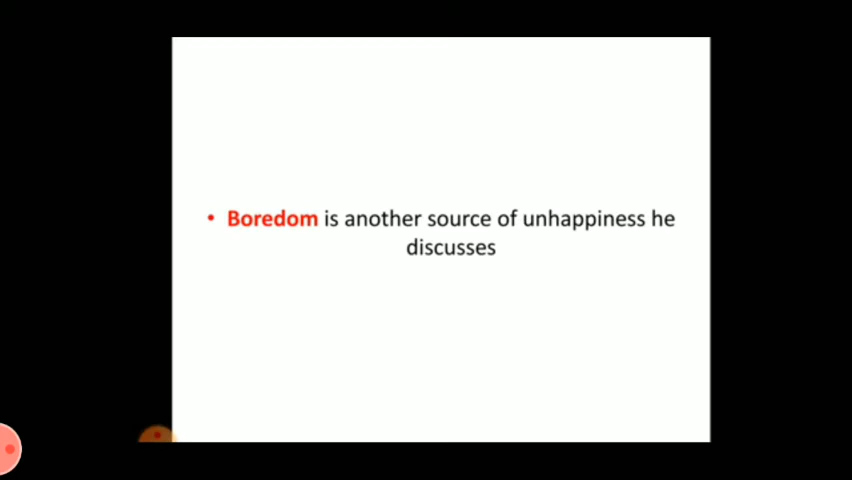 • Boredom is another source of unhappiness he
discusses